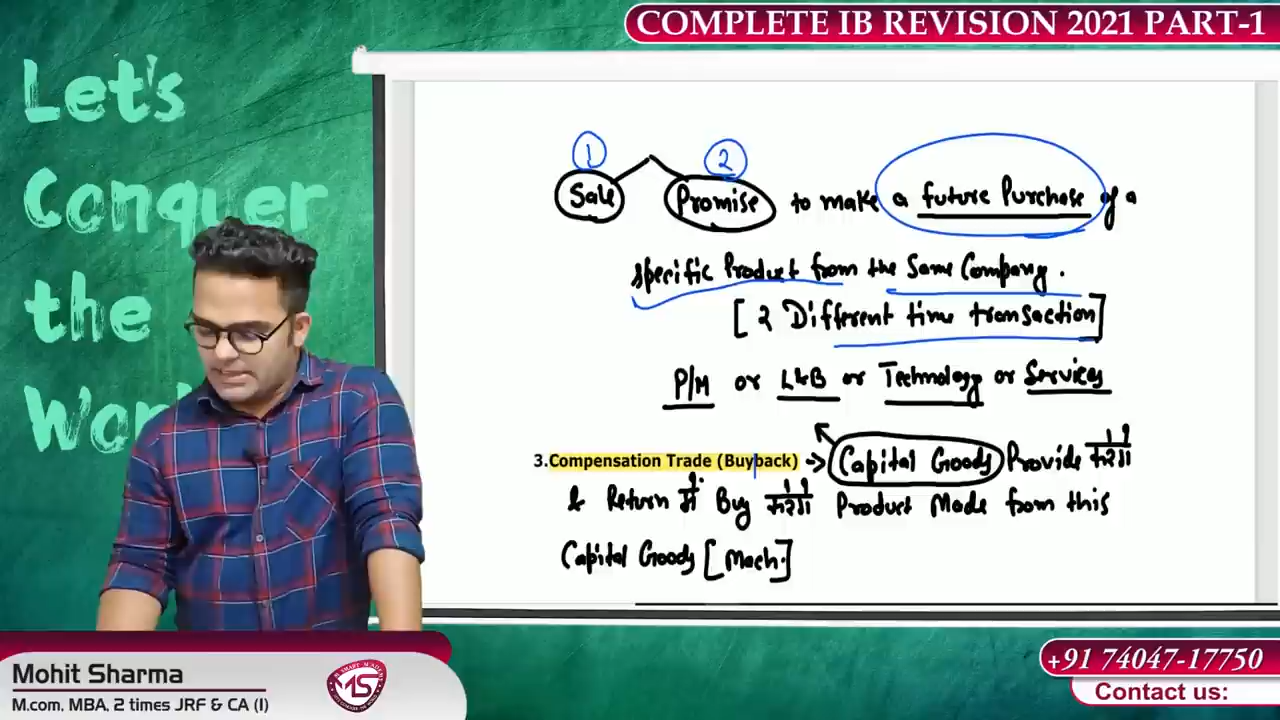 COMPLETE IB REVISION 2021 PART-1
Let's
Conquer
the
Wor
① ②
Sale Promise to make a future Purchase of a
specific Product from the Same Company.
[2 Different time transaction]
P/M or L&B or Technology or Services
3.Compensation Trade (Buyback) → Capital Goods Provide करेंगे
& Return में Buy करेंगे Product Made from this
Capital Goods [Mach.]
Mohit Sharma
M.com, MBA, 2 times JRF & CA (I)
MS
+91 74047-17750
Contact us: